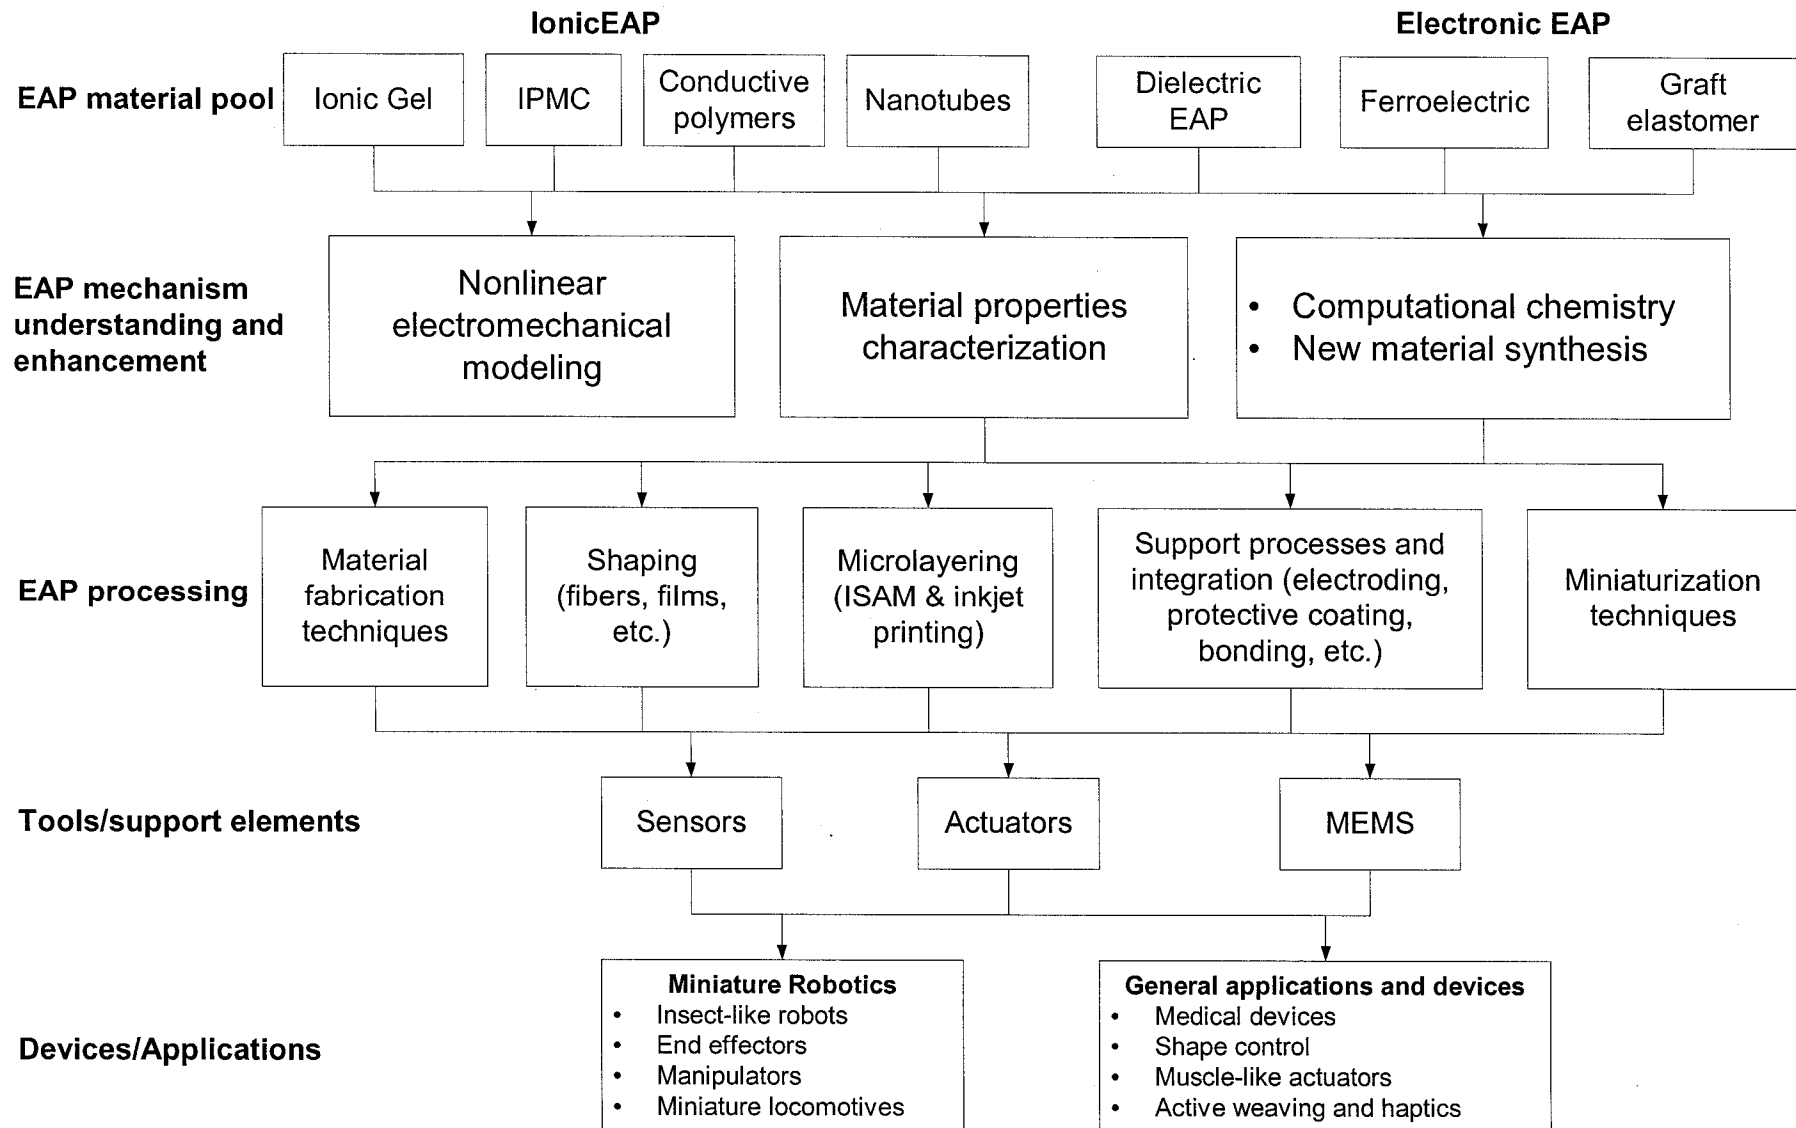 IonicEAP
Electronic EAP
EAP material pool
Ionic Gel
IPMC
Conductive
polymers
Nanotubes
Dielectric
EAP
Ferroelectric
Graft
elastomer
EAP mechanism
understanding and
enhancement
Nonlinear
electromechanical
modeling
Material properties
characterization
• Computational chemistry
• New material synthesis
EAP processing
Material
fabrication
techniques
Shaping
(fibers, films,
etc.)
Microlayering
(ISAM & inkjet
printing)
Support processes and
integration (electroding,
protective coating,
bonding, etc.)
Miniaturization
techniques
Tools/support elements
Sensors
Actuators
MEMS
Devices/Applications
Miniature Robotics
• Insect-like robots
• End effectors
• Manipulators
• Miniature locomotives
General applications and devices
• Medical devices
• Shape control
• Muscle-like actuators
• Active weaving and haptics